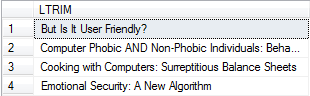 LTRIM
1 But Is It User Friendly?
2 Computer Phobic AND Non-Phobic Individuals: Beha...
3 Cooking with Computers: Surreptitious Balance Sheets
4 Emotional Security: A New Algorithm